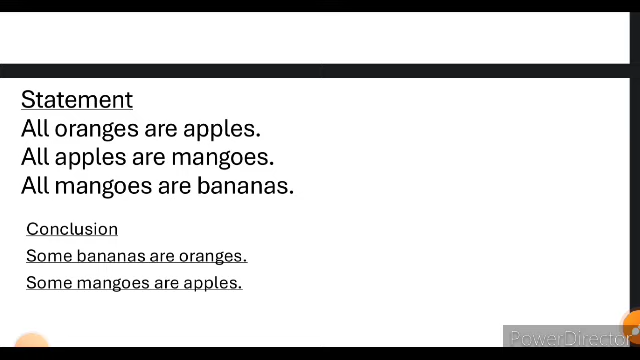 Statement
All oranges are apples.
All apples are mangoes.
All mangoes are bananas.
Conclusion
Some bananas are oranges.
Some mangoes are apples.
PowerDirector